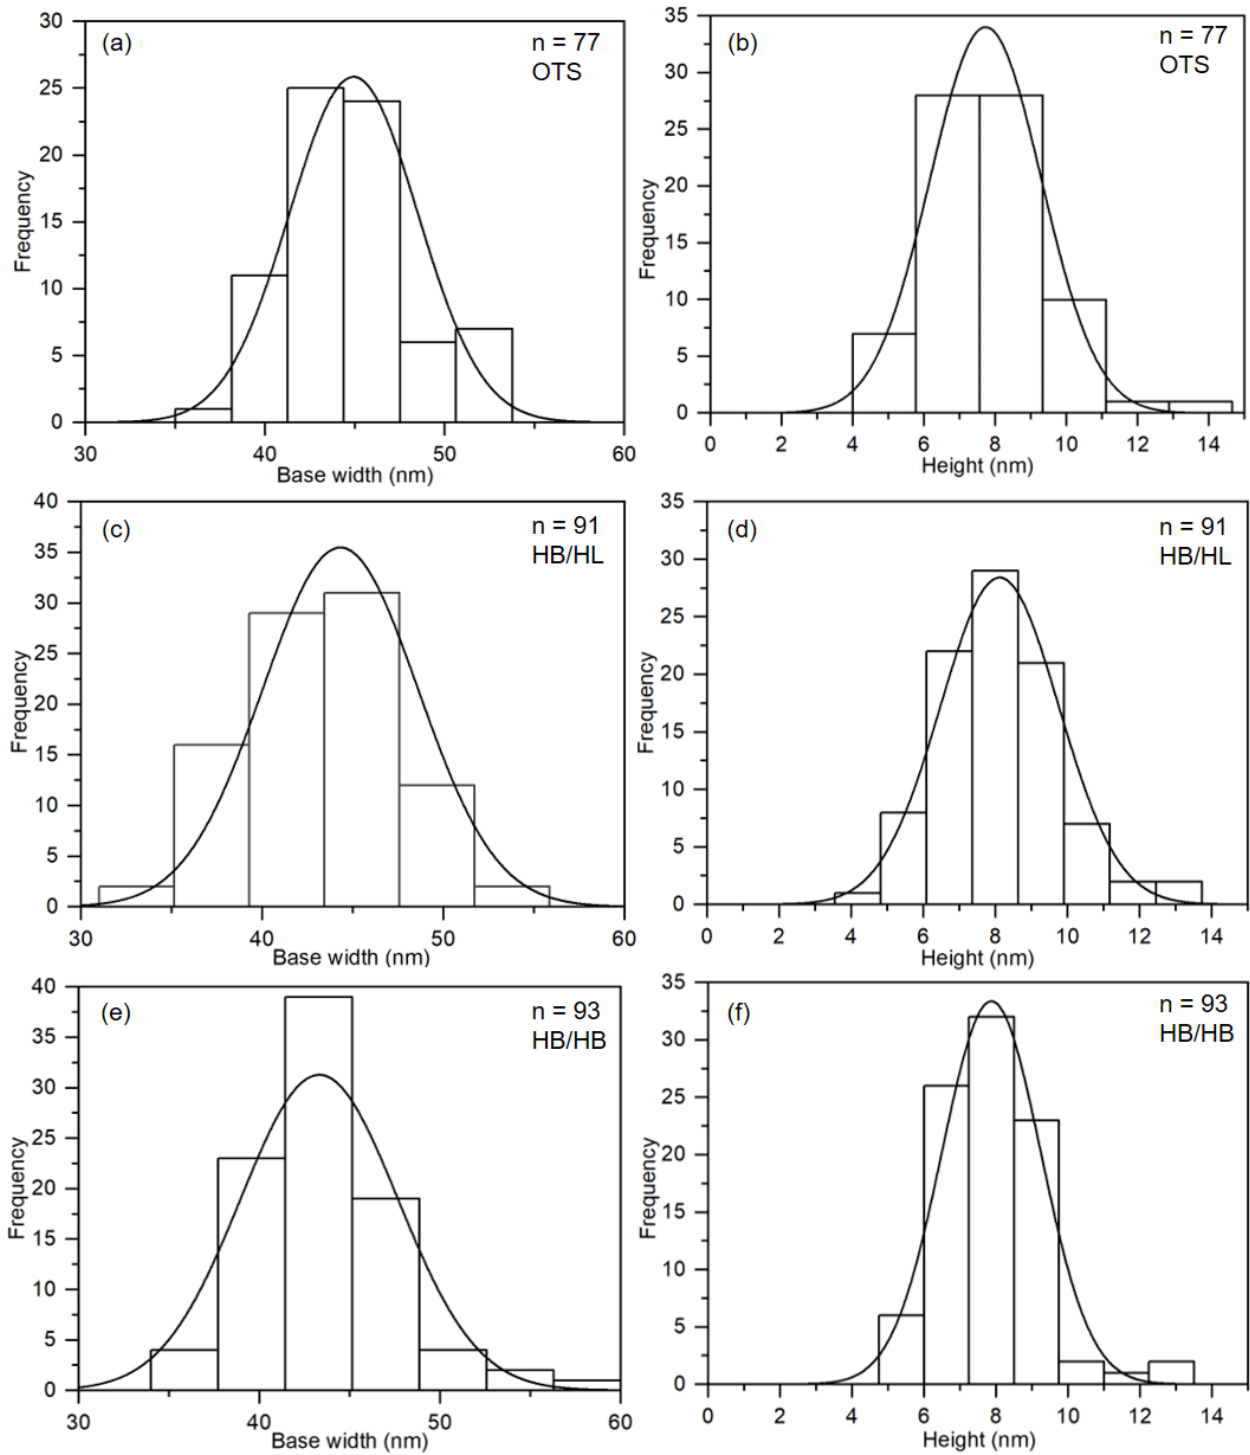 (a)
n = 77
OTS
30
25
20
15
10
5
0
Frequency
30 40 50 60
Base width (nm)
(b)
n = 77
OTS
35
30
25
20
15
10
5
0
Frequency
0 2 4 6 8 10 12 14
Height (nm)
(c)
n = 91
HB/HL
40
35
30
25
20
15
10
5
0
Frequency
30 40 50 60
Base width (nm)
(d)
n = 91
HB/HL
35
30
25
20
15
10
5
0
Frequency
0 2 4 6 8 10 12 14
Height (nm)
(e)
n = 93
HB/HB
40
35
30
25
20
15
10
5
0
Frequency
30 40 50 60
Base width (nm)
(f)
n = 93
HB/HB
35
30
25
20
15
10
5
0
Frequency
0 2 4 6 8 10 12 14
Height (nm)